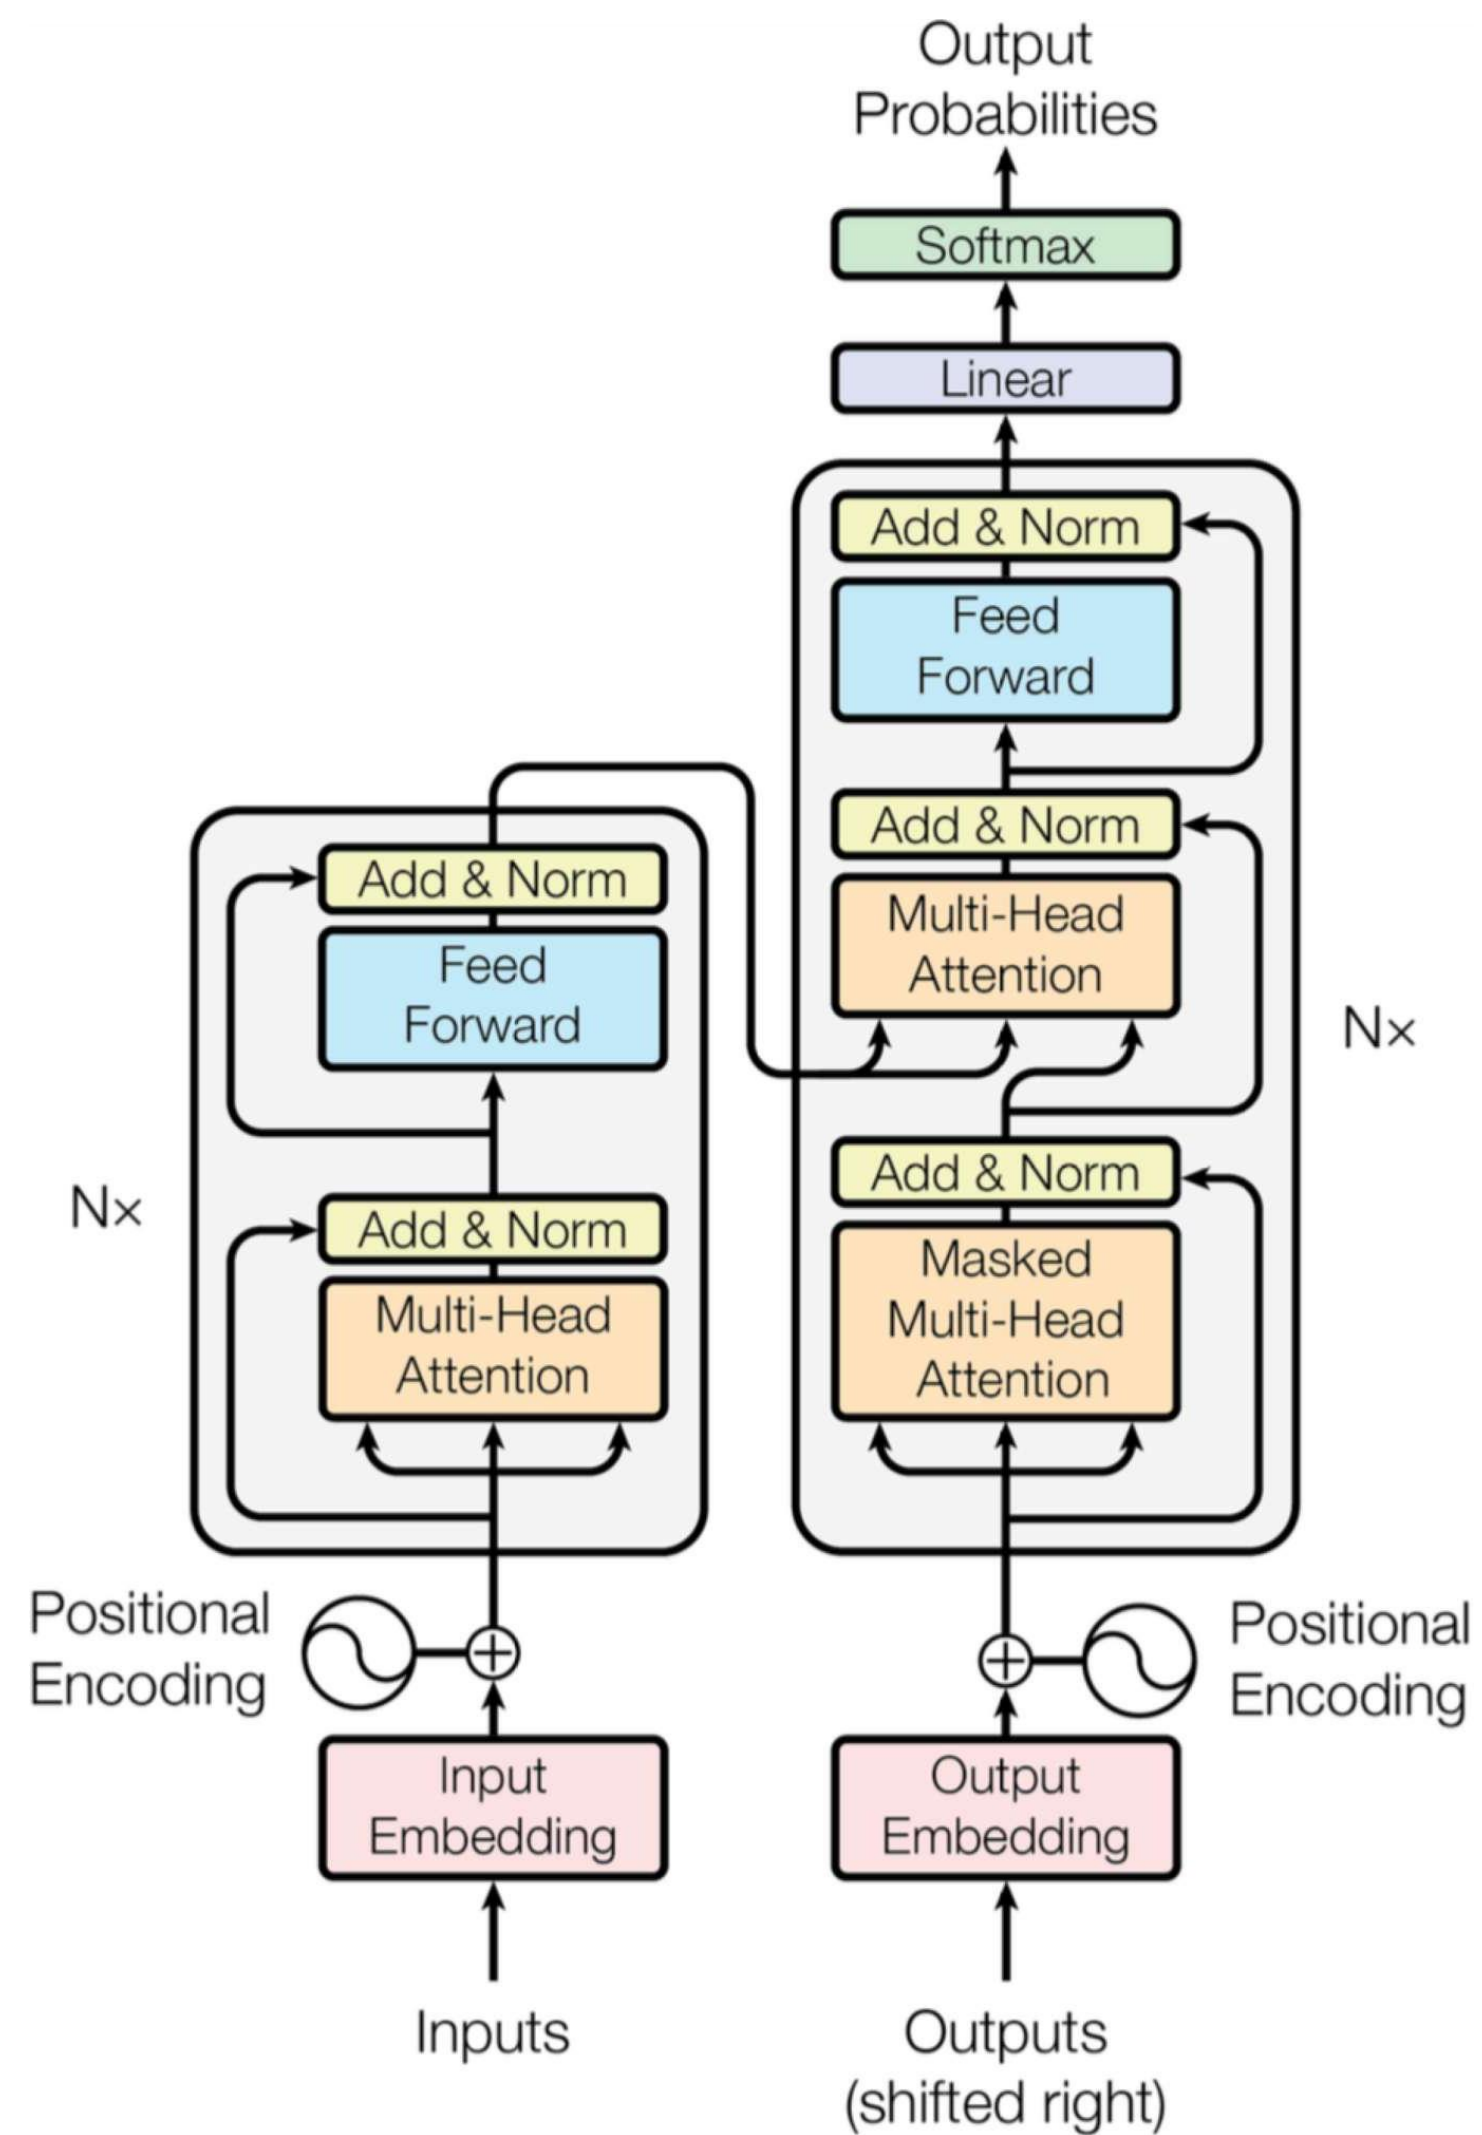 Output
Probabilities
Softmax
Linear
Add & Norm
Feed
Forward
Add & Norm
Multi-Head
Attention
Add & Norm
Masked
Multi-Head
Attention
N×
Add & Norm
Feed
Forward
Add & Norm
Multi-Head
Attention
N×
Positional
Encoding
Positional
Encoding
Input
Embedding
Output
Embedding
Inputs
Outputs
(shifted right)